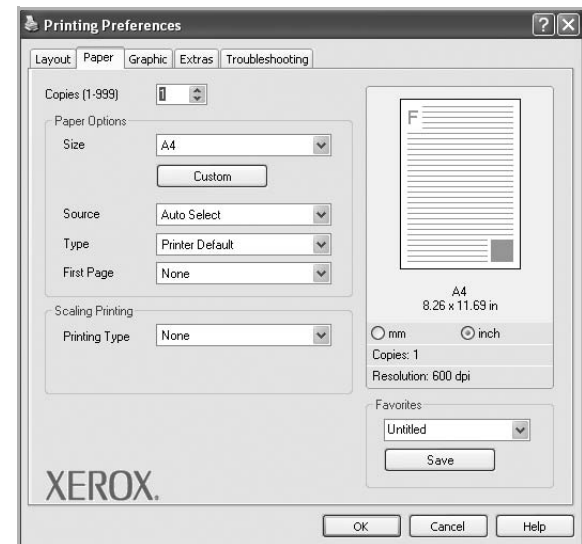 Printing Preferences
Layout Paper Graphic Extras Troubleshooting
Copies (1-999) 1
Paper Options
Size A4
Custom
Source Auto Select
Type Printer Default
First Page None
Scaling Printing
Printing Type None
F
A4
8.26 x 11.69 in
mm inch
Copies: 1
Resolution: 600 dpi
Favorites
Untitled
Save
XEROX.
OK Cancel Help